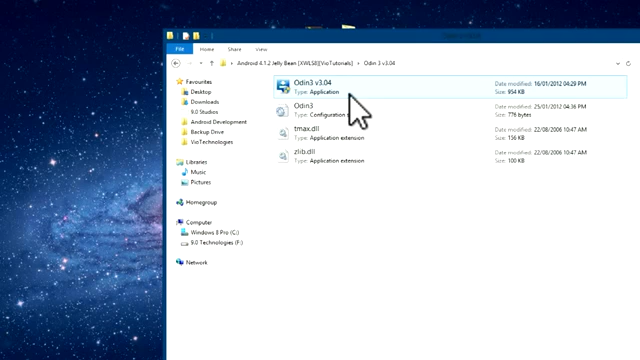 File Home Share View
Android 4.1.2 Jelly Bean [XWLSE][VioTutorials] › Odin 3 v3.04
Favourites
Desktop
Downloads
9.0 Studios
Android Development
Backup Drive
VioTechnologies
Libraries
Music
Pictures
Homegroup
Computer
Windows 8 Pro (C:)
9.0 Technologies (F:)
Network
Odin3 v3.04
Type: Application
Date modified: 16/01/2012 04:29 PM
Size: 954 KB
Odin3
Type: Configuration
Date modified: 25/01/2012 04:36 PM
Size: 776 bytes
tmax.dll
Type: Application extension
Date modified: 22/08/2006 10:47 AM
Size: 156 KB
zlib.dll
Type: Application extension
Date modified: 22/08/2006 10:47 AM
Size: 100 KB